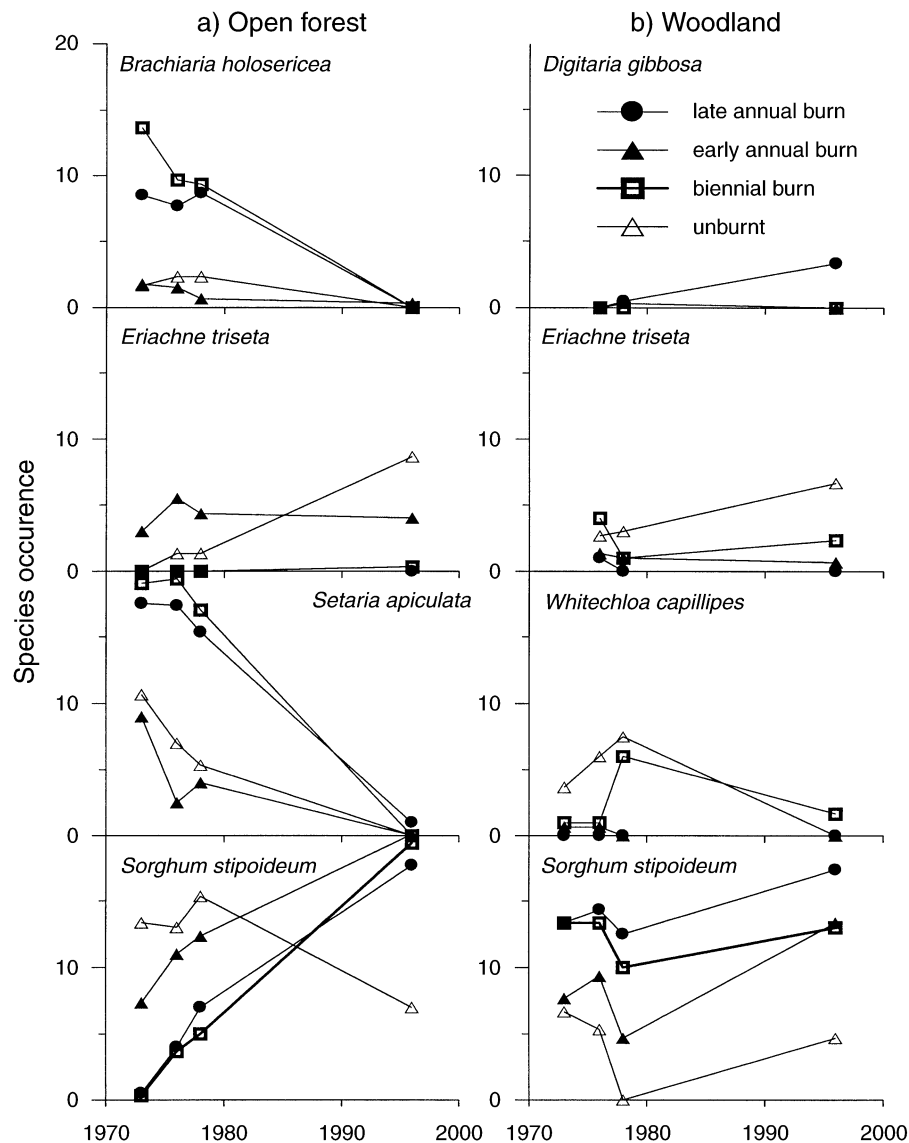 a) Open forest
b) Woodland
20
Brachiaria holosericea
Digitaria gibbosa
late annual burn
early annual burn
biennial burn
unburnt
10
10
0
0
Eriachne triseta
Eriachne triseta
10
10
Species occurence
0
0
Setaria apiculata
Whitechloa capillipes
10
10
0
0
Sorghum stipoideum
Sorghum stipoideum
10
10
0
0
1970 1980 1990 2000
1970 1980 1990 2000